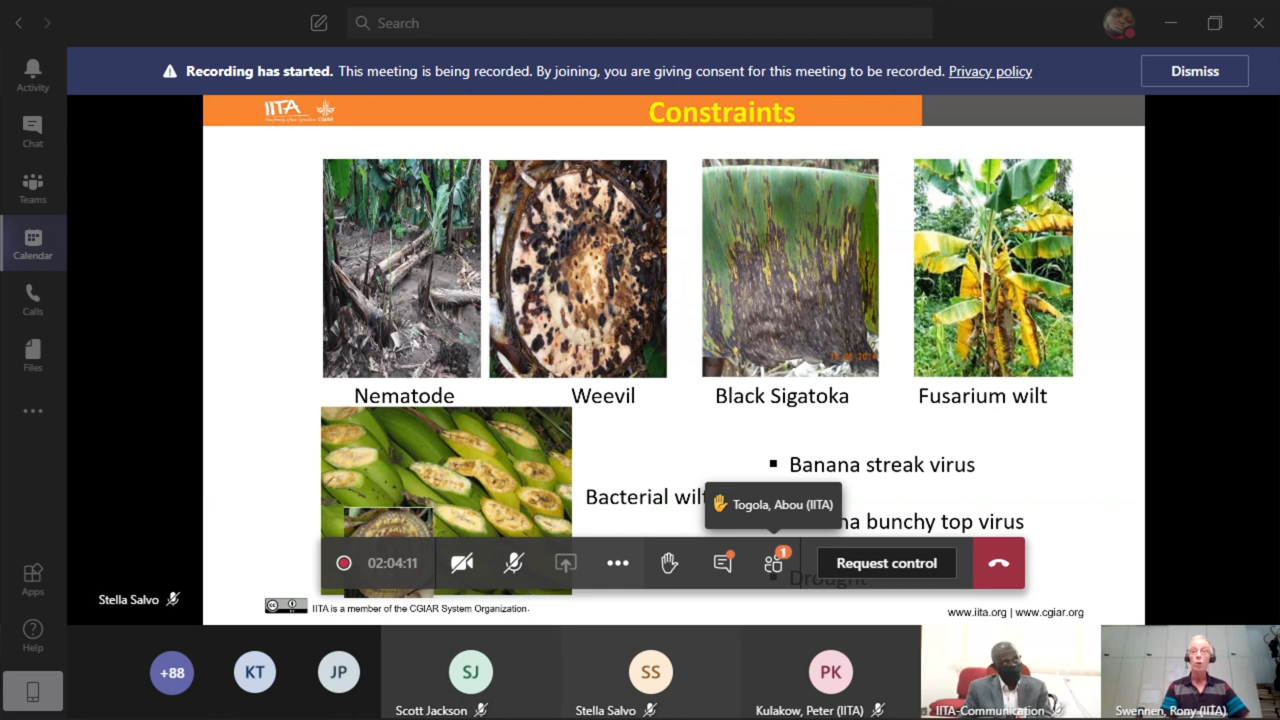 Search
Activity
Chat
Teams
Calendar
Calls
Files
Apps
Help
Recording has started. This meeting is being recorded. By joining, you are giving consent for this meeting to be recorded. Privacy policy
Dismiss
IITA
CGIAR
Constraints
Nematode
Weevil
Black Sigatoka
Fusarium wilt
Banana streak virus
Bacterial wilt
Togola, Abou (IITA)
na bunchy top virus
02:04:11
1
Request control
Drought
Stella Salvo
IITA is a member of the CGIAR System Organization.
www.iita.org | www.cgiar.org
+88
KT
JP
SJ
SS
PK
Scott Jackson
Stella Salvo
Kulakow, Peter (IITA)
IITA-Communication
Swennen, Rony (IITA)